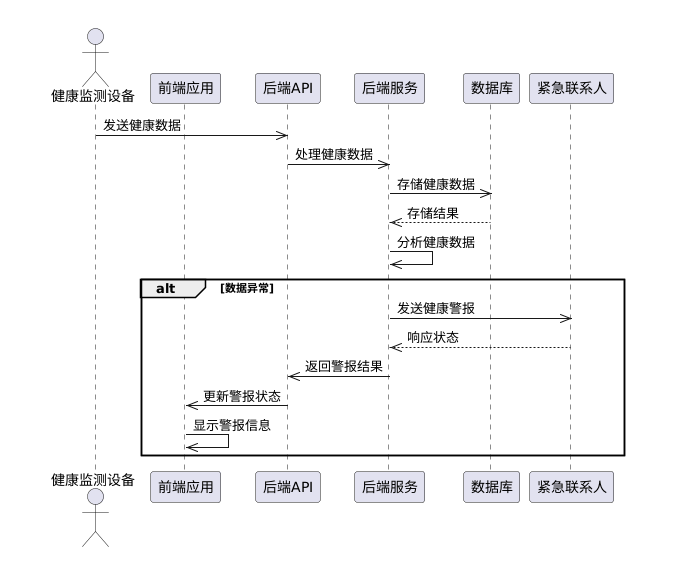 健康监测设备
前端应用
后端API
后端服务
数据库
紧急联系人
发送健康数据
处理健康数据
存储健康数据
存储结果
分析健康数据
alt
[数据异常]
发送健康警报
响应状态
返回警报结果
更新警报状态
显示警报信息
健康监测设备
前端应用
后端API
后端服务
数据库
紧急联系人